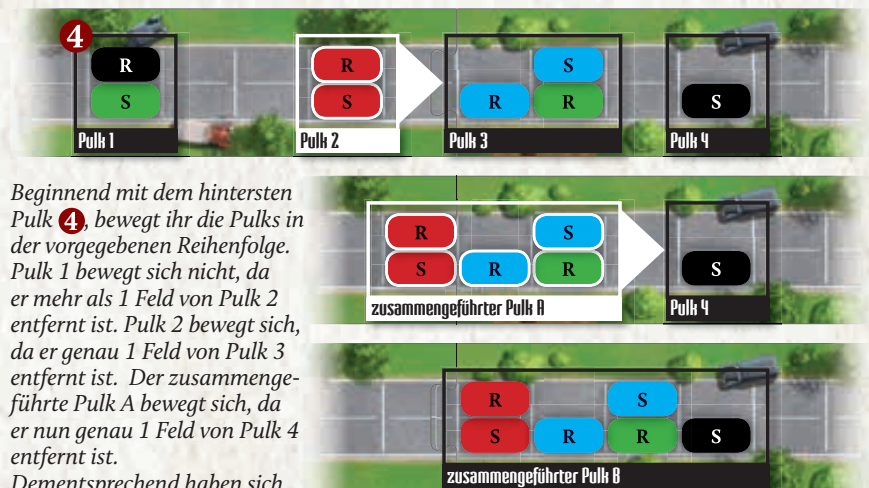 4
R
S
Pulk 1
R
S
Pulk 2
S
R R
Pulk 3
S
Pulk 4
Beginnend mit dem hintersten
Pulk 4, bewegt ihr die Pulks in
der vorgegebenen Reihenfolge.
Pulk 1 bewegt sich nicht, da
er mehr als 1 Feld von Pulk 2
entfernt ist. Pulk 2 bewegt sich,
da er genau 1 Feld von Pulk 3
entfernt ist. Der zusammenge-
führte Pulk A bewegt sich, da
er nun genau 1 Feld von Pulk 4
entfernt ist.
Dementsprechend haben sich
R S
S R R
zusammengeführter Pulk A
S
Pulk 4
R S
S R R S
zusammengeführter Pulk B